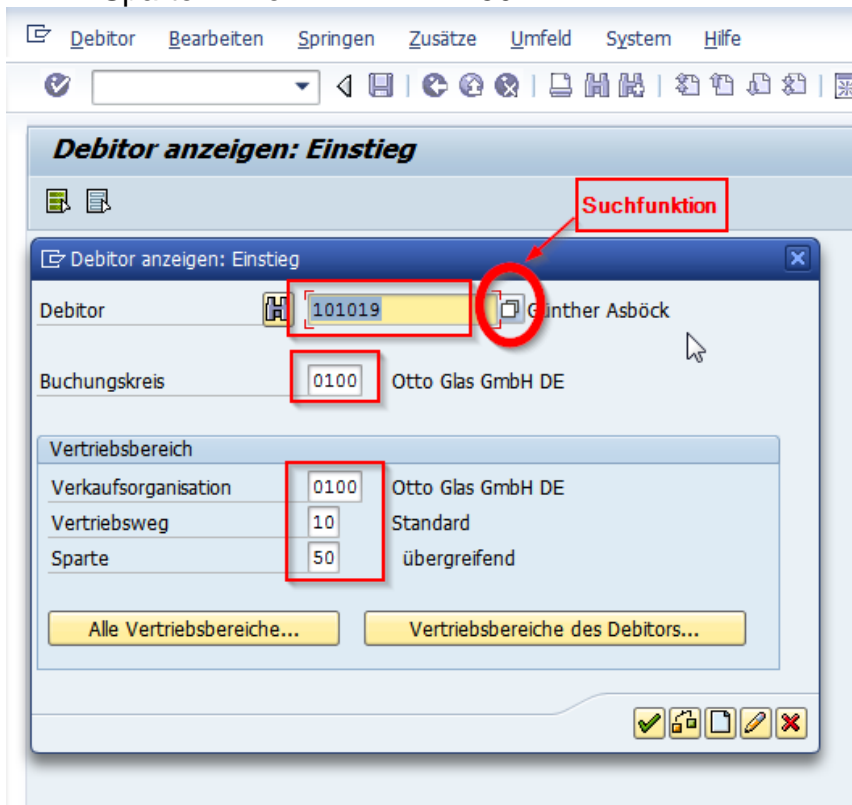 Debitor Bearbeiten Springen Zusätze Umfeld System Hilfe
Debitor anzeigen: Einstieg
Suchfunktion
Debitor anzeigen: Einstieg
Debitor 101019 Günther Asböck
Buchungskreis 0100 Otto Glas GmbH DE
Vertriebsbereich
Verkaufsorganisation 0100 Otto Glas GmbH DE
Vertriebsweg 10 Standard
Sparte 50 übergreifend
Alle Vertriebsbereiche... Vertriebsbereiche des Debitors...